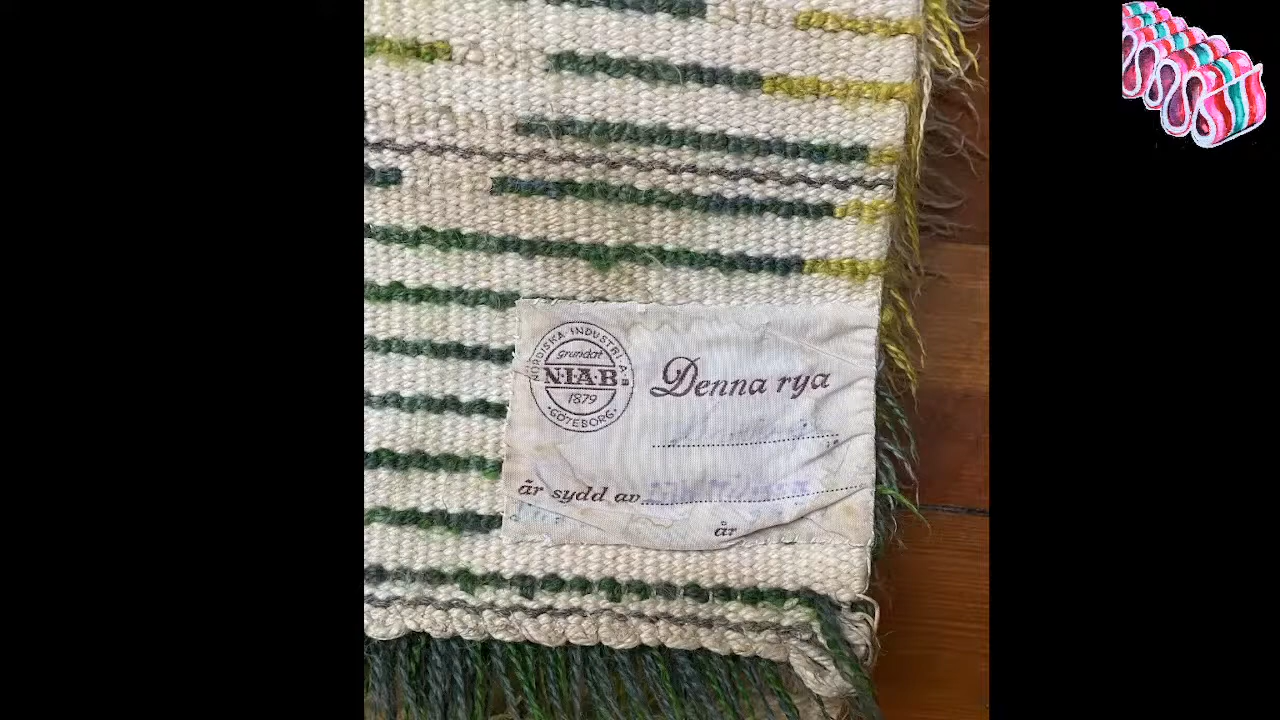 NORDISKA INDUSTRI A·B
grundat
N·I·A·B
1879
·GÖTEBORG·
Denna rya
är sydd av
år